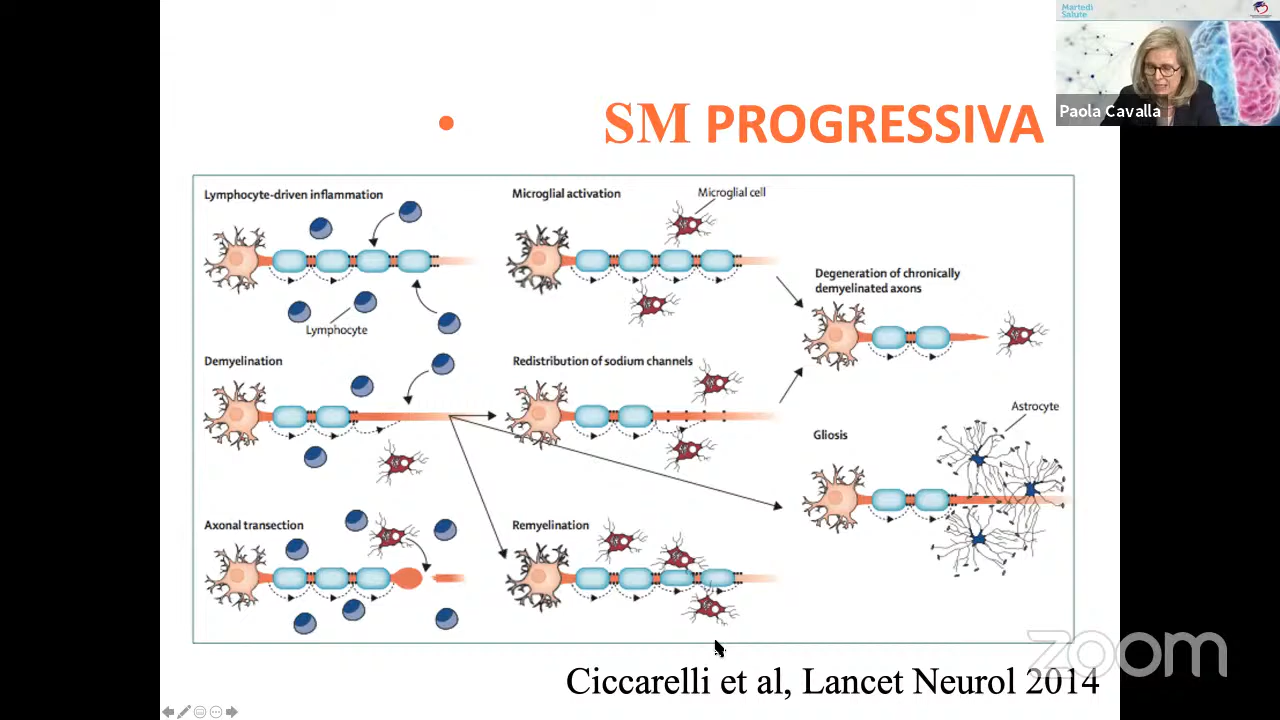 Martedì
Salute
Paola Cavalla
• SM PROGRESSIVA
Lymphocyte-driven inflammation
Lymphocyte
Microglial activation
Microglial cell
Degeneration of chronically
demyelinated axons
Demyelination
Redistribution of sodium channels
Gliosis
Astrocyte
Axonal transection
Remyelination
zoom
Ciccarelli et al, Lancet Neurol 2014